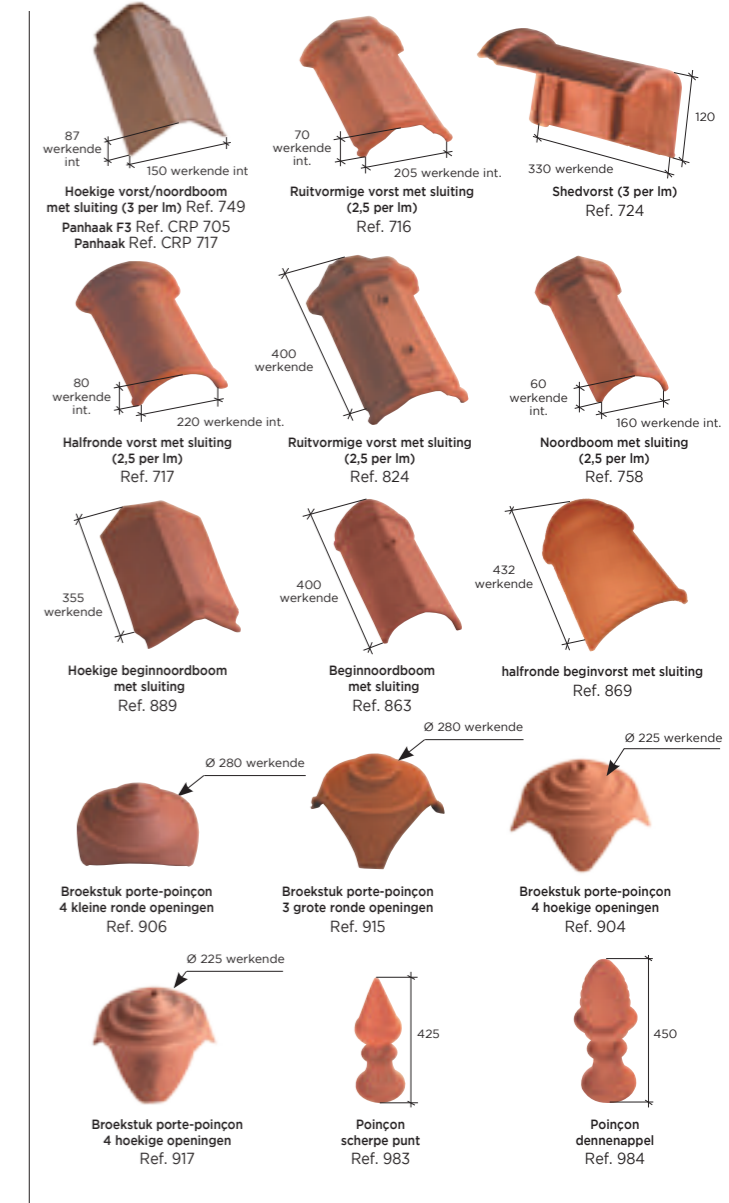 87
werkende
int
150 werkende int
Hoekige vorst/noordboom
met sluiting (3 per lm) Ref. 749
Panhaak F3 Ref. CRP 705
Panhaak Ref. CRP 717
70
werkende
int.
205 werkende int.
Ruitvormige vorst met sluiting
(2,5 per lm)
Ref. 716
120
330 werkende
Shedvorst (3 per lm)
Ref. 724
80
werkende
int.
220 werkende int.
Halfronde vorst met sluiting
(2,5 per lm)
Ref. 717
400
werkende
Ruitvormige vorst met sluiting
(2,5 per lm)
Ref. 824
60
werkende
int.
160 werkende int.
Noordboom met sluiting
(2,5 per lm)
Ref. 758
355
werkende
Hoekige beginnoordboom
met sluiting
Ref. 889
400
werkende
Beginnoordboom
met sluiting
Ref. 863
432
werkende
halfronde beginvorst met sluiting
Ref. 869
Ø 280 werkende
Broekstuk porte-poinçon
4 kleine ronde openingen
Ref. 906
Ø 280 werkende
Broekstuk porte-poinçon
3 grote ronde openingen
Ref. 915
Ø 225 werkende
Broekstuk porte-poinçon
4 hoekige openingen
Ref. 904
Ø 225 werkende
Broekstuk porte-poinçon
4 hoekige openingen
Ref. 917
425
Poinçon
scherpe punt
Ref. 983
450
Poinçon
dennenappel
Ref. 984